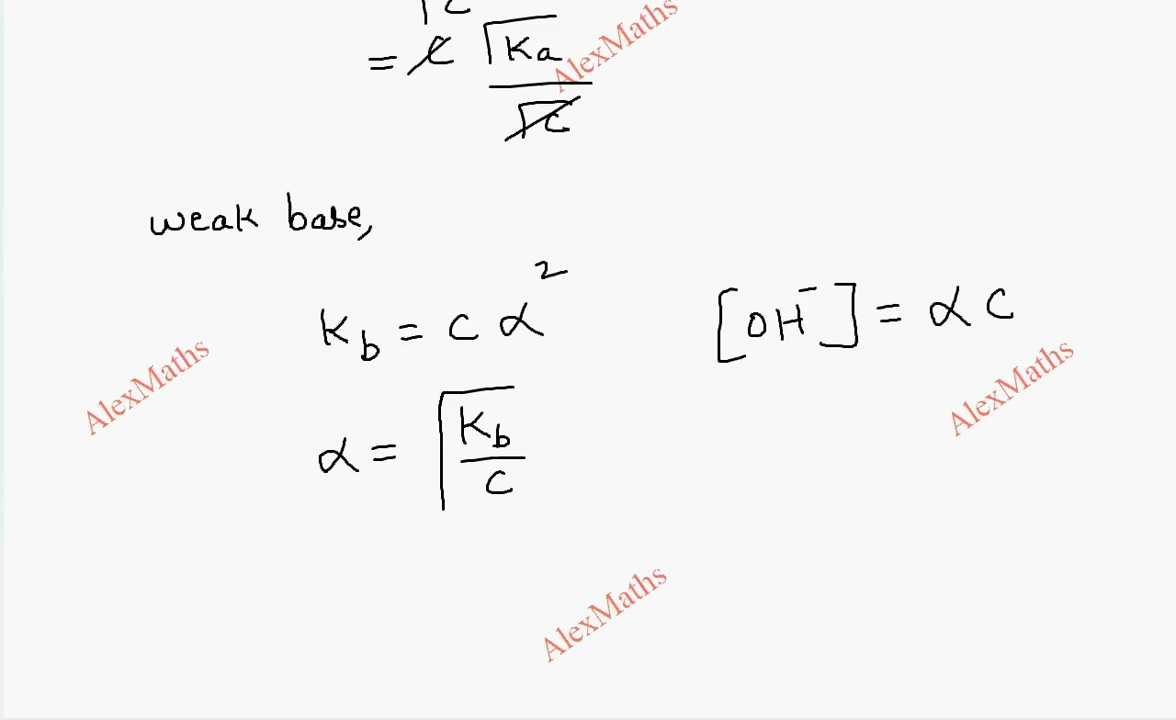 √c
= c √Ka / √c
AlexMaths
weak base,
Kb = c α²
[OH⁻] = α c
AlexMaths
AlexMaths
α = √(Kb / c)
AlexMaths